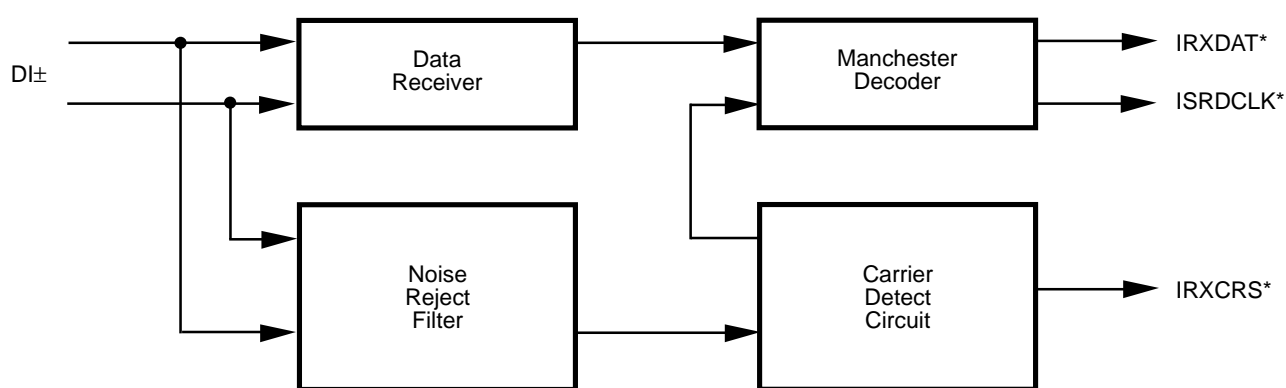 DI±
Data
Receiver
Manchester
Decoder
IRXDAT*
ISRDCLK*
Noise
Reject
Filter
Carrier
Detect
Circuit
IRXCRS*